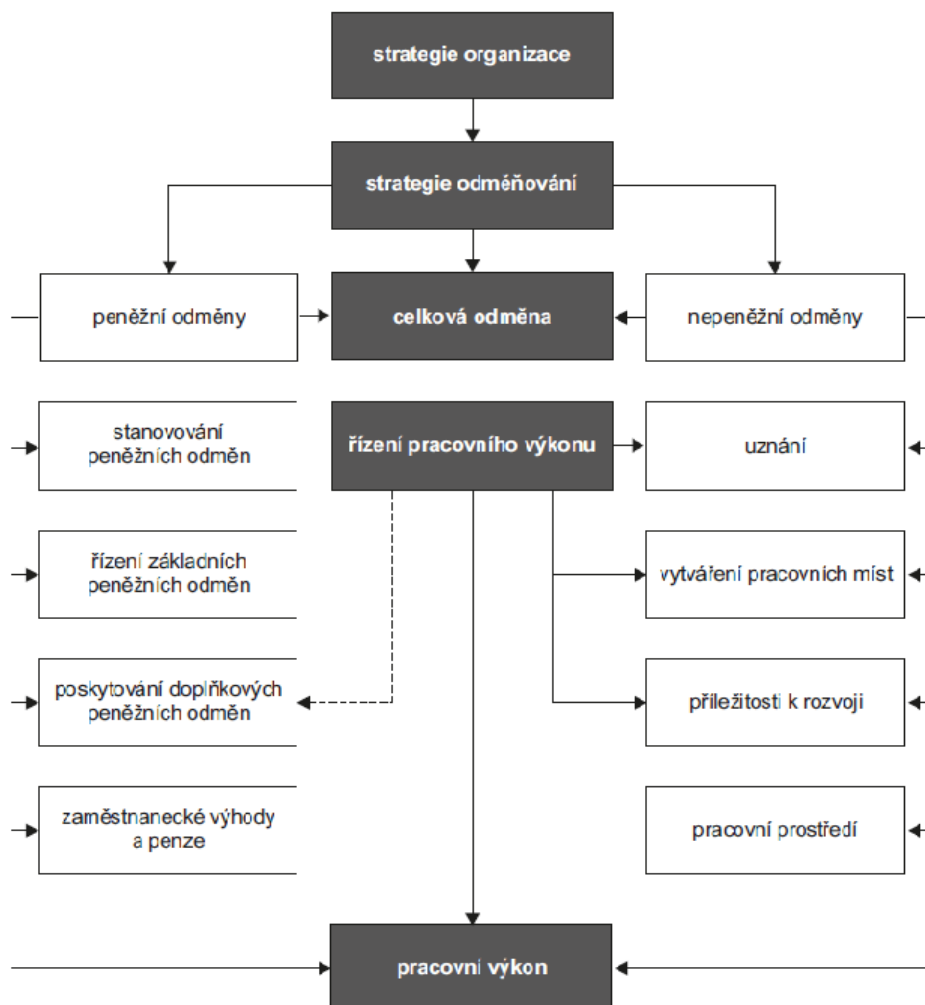 strategie organizace
strategie odměňování
peněžní odměny
celková odměna
nepeněžní odměny
stanovování
peněžních odměn
řízení pracovního výkonu
uznání
řízení základních
peněžních odměn
vytváření pracovních míst
poskytování doplňkových
peněžních odměn
příležitosti k rozvoji
zaměstnanecké výhody
a penze
pracovní prostředí
pracovní výkon